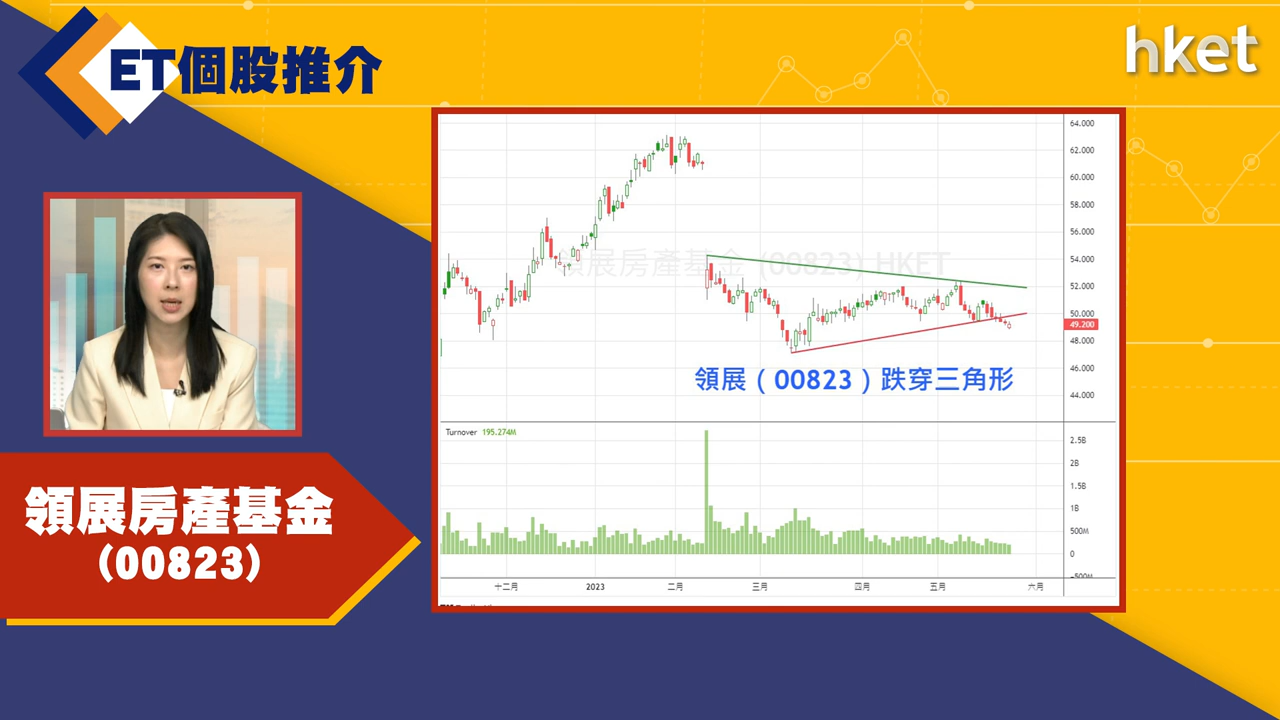 ET個股推介
hket
64.000
62.000
60.000
58.000
56.000
54.000
領展房產基金 (00823) HKET
52.000
50.000
49.200
48.000
46.000
44.000
領展（00823）跌穿三角形
Turnover 195.274M
2.5B
2B
1.5B
1B
500M
0
-500M
十二月 2023 二月 三月 四月 五月 六月
領展房產基金
(00823)